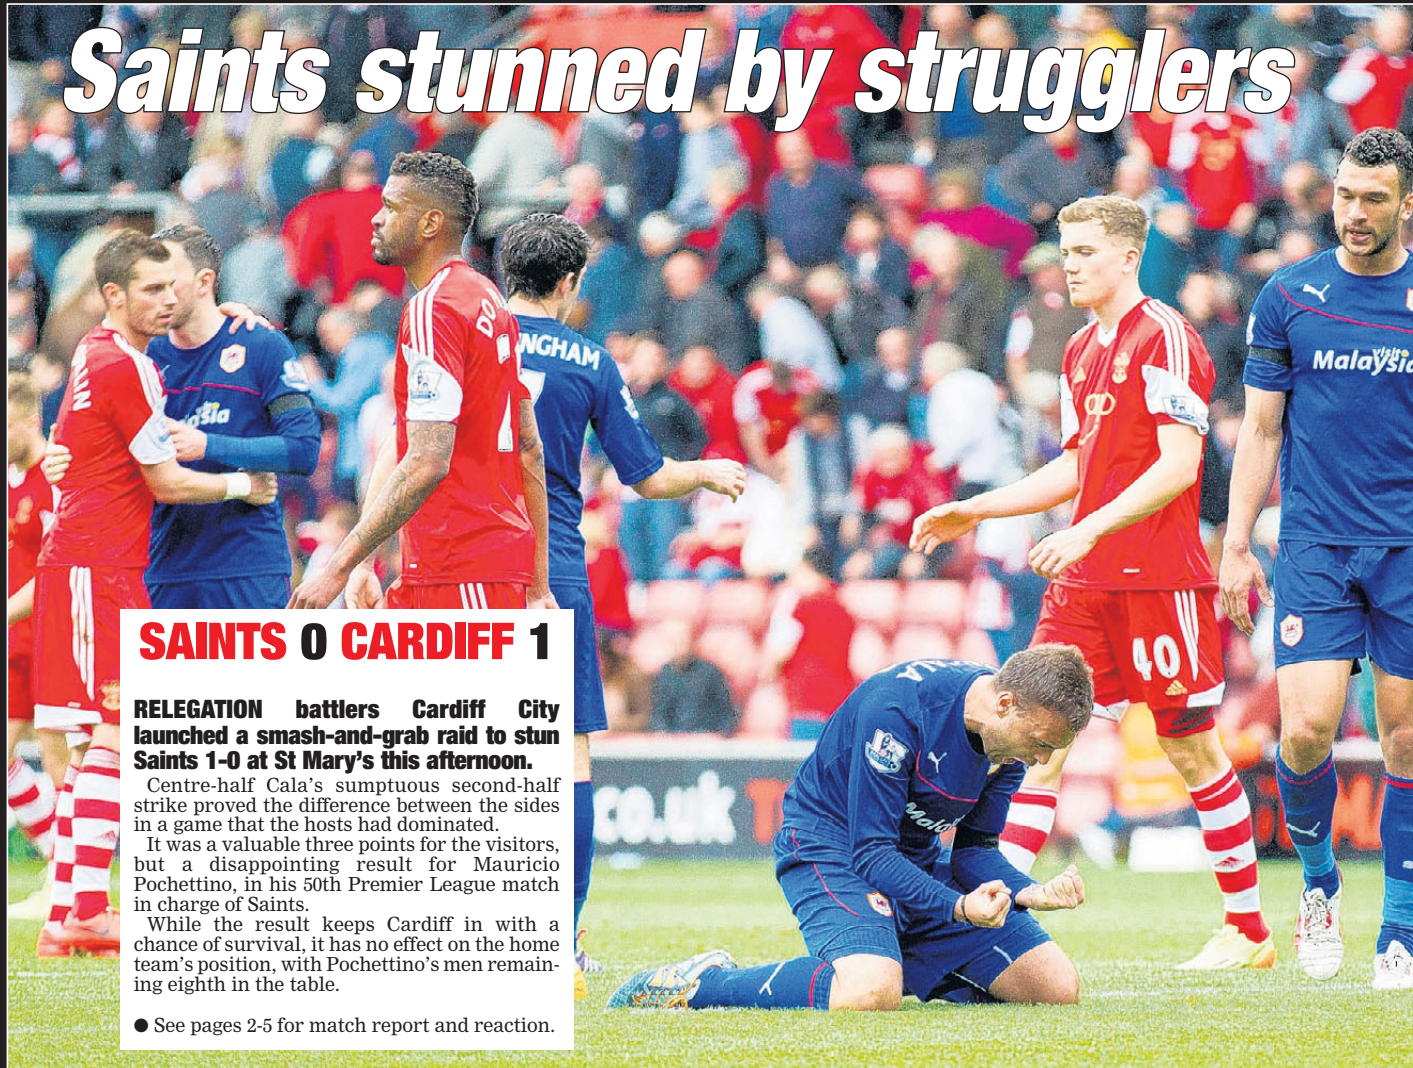 Saints stunned by strugglers
SAINTS 0 CARDIFF 1
RELEGATION battlers Cardiff City
launched a smash-and-grab raid to stun
Saints 1-0 at St Mary's this afternoon.
Centre-half Cala's sumptuous second-half
strike proved the difference between the sides
in a game that the hosts had dominated.
It was a valuable three points for the visitors,
but a disappointing result for Mauricio
Pochettino, in his 50th Premier League match
in charge of Saints.
While the result keeps Cardiff in with a
chance of survival, it has no effect on the home
team's position, with Pochettino's men remain-
ing eighth in the table.
● See pages 2-5 for match report and reaction.
NGHAM
visit
Malaysia
40
co.uk